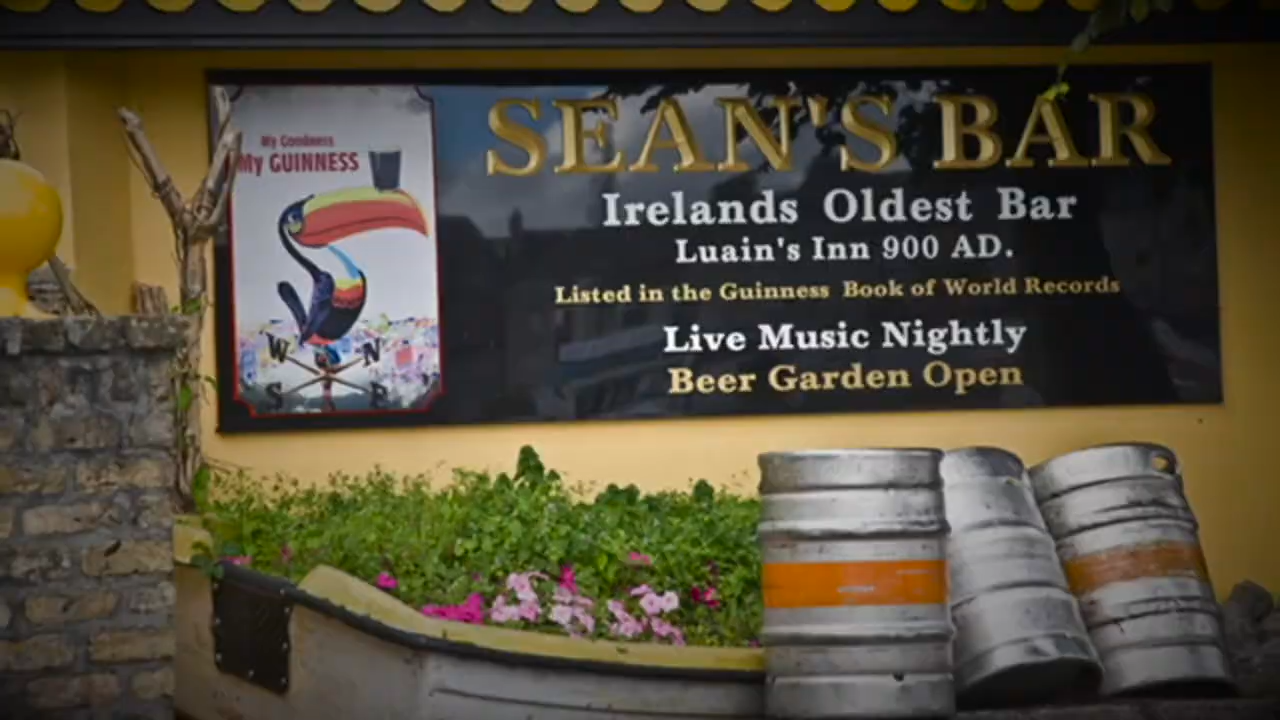 My Goodness
My GUINNESS
W N
S E
SEAN'S BAR
Irelands Oldest Bar
Luain's Inn 900 AD.
Listed in the Guinness Book of World Records
Live Music Nightly
Beer Garden Open